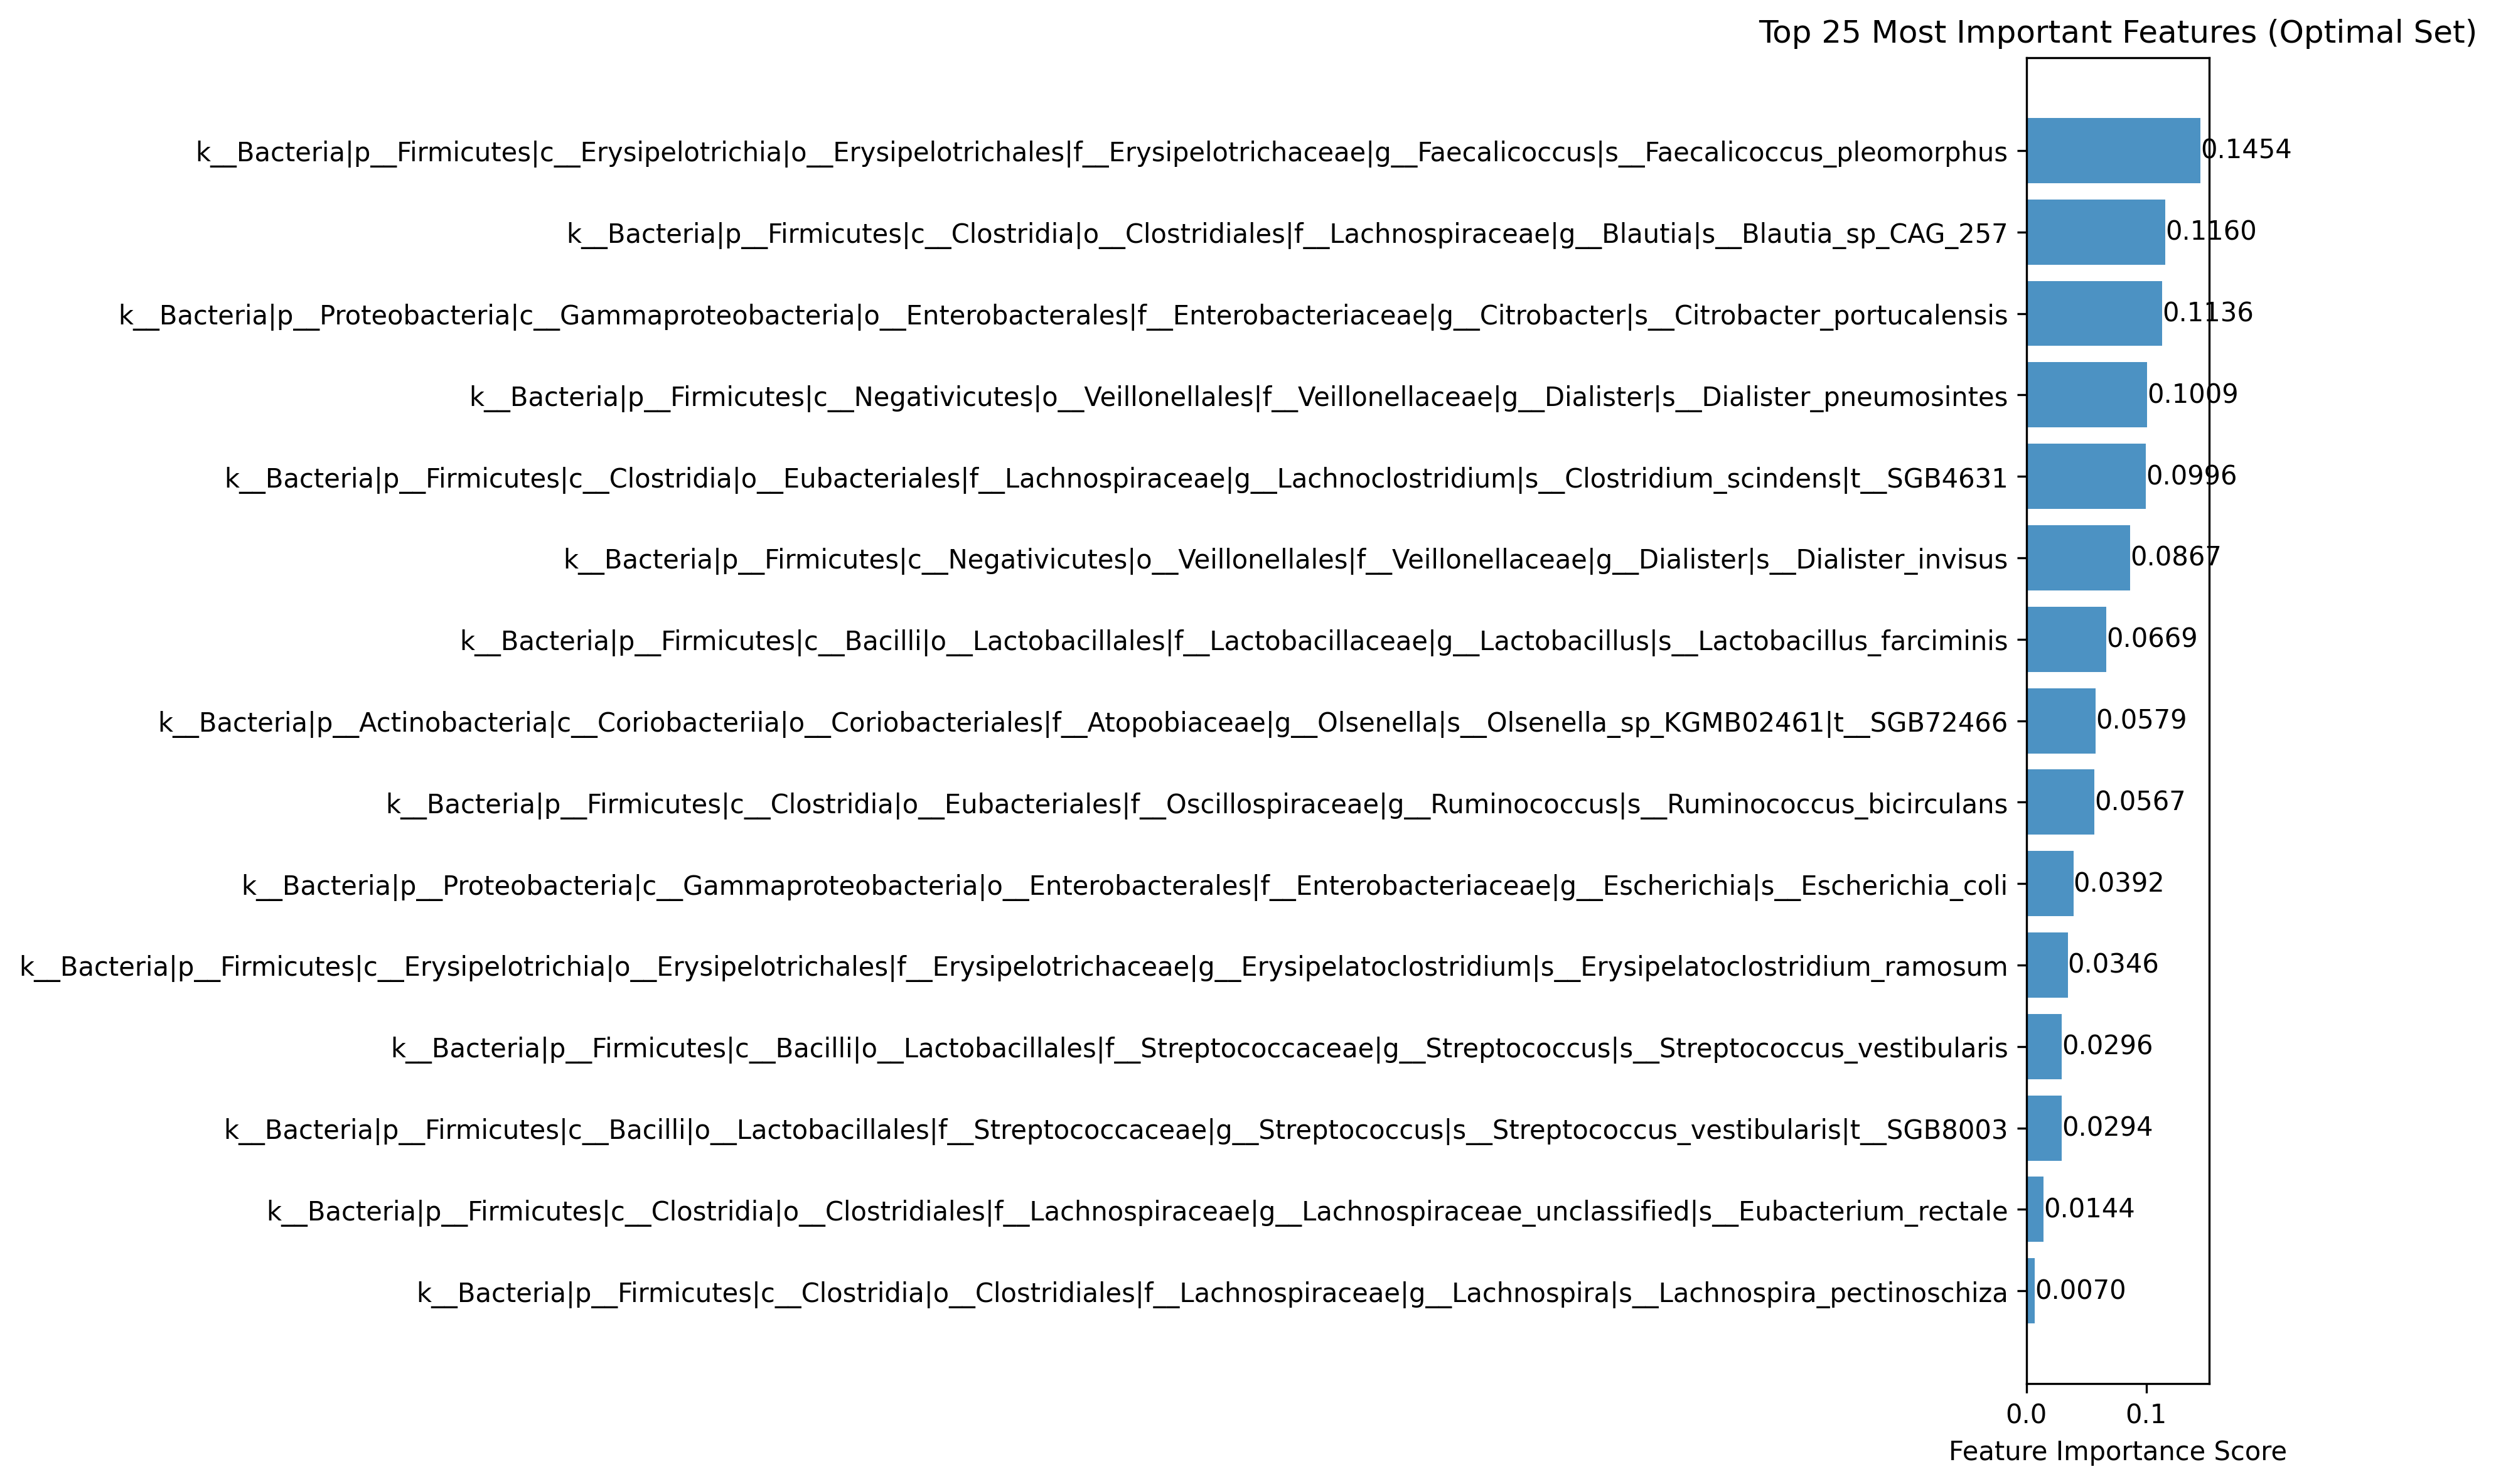 Top 25 Most Important Features (Optimal Set)
k__Bacteria|p__Firmicutes|c__Erysipelotrichia|o__Erysipelotrichales|f__Erysipelotrichaceae|g__Faecalicoccus|s__Faecalicoccus_pleomorphus 0.1454
k__Bacteria|p__Firmicutes|c__Clostridia|o__Clostridiales|f__Lachnospiraceae|g__Blautia|s__Blautia_sp_CAG_257 0.1160
k__Bacteria|p__Proteobacteria|c__Gammaproteobacteria|o__Enterobacterales|f__Enterobacteriaceae|g__Citrobacter|s__Citrobacter_portucalensis 0.1136
k__Bacteria|p__Firmicutes|c__Negativicutes|o__Veillonellales|f__Veillonellaceae|g__Dialister|s__Dialister_pneumosintes 0.1009
k__Bacteria|p__Firmicutes|c__Clostridia|o__Eubacteriales|f__Lachnospiraceae|g__Lachnoclostridium|s__Clostridium_scindens|t__SGB4631 0.0996
k__Bacteria|p__Firmicutes|c__Negativicutes|o__Veillonellales|f__Veillonellaceae|g__Dialister|s__Dialister_invisus 0.0867
k__Bacteria|p__Firmicutes|c__Bacilli|o__Lactobacillales|f__Lactobacillaceae|g__Lactobacillus|s__Lactobacillus_farciminis 0.0669
k__Bacteria|p__Actinobacteria|c__Coriobacteriia|o__Coriobacteriales|f__Atopobiaceae|g__Olsenella|s__Olsenella_sp_KGMB02461|t__SGB72466 0.0579
k__Bacteria|p__Firmicutes|c__Clostridia|o__Eubacteriales|f__Oscillospiraceae|g__Ruminococcus|s__Ruminococcus_bicirculans 0.0567
k__Bacteria|p__Proteobacteria|c__Gammaproteobacteria|o__Enterobacterales|f__Enterobacteriaceae|g__Escherichia|s__Escherichia_coli 0.0392
k__Bacteria|p__Firmicutes|c__Erysipelotrichia|o__Erysipelotrichales|f__Erysipelotrichaceae|g__Erysipelatoclostridium|s__Erysipelatoclostridium_ramosum 0.0346
k__Bacteria|p__Firmicutes|c__Bacilli|o__Lactobacillales|f__Streptococcaceae|g__Streptococcus|s__Streptococcus_vestibularis 0.0296
k__Bacteria|p__Firmicutes|c__Bacilli|o__Lactobacillales|f__Streptococcaceae|g__Streptococcus|s__Streptococcus_vestibularis|t__SGB8003 0.0294
k__Bacteria|p__Firmicutes|c__Clostridia|o__Clostridiales|f__Lachnospiraceae|g__Lachnospiraceae_unclassified|s__Eubacterium_rectale 0.0144
k__Bacteria|p__Firmicutes|c__Clostridia|o__Clostridiales|f__Lachnospiraceae|g__Lachnospira|s__Lachnospira_pectinoschiza 0.0070
0.0 0.1
Feature Importance Score